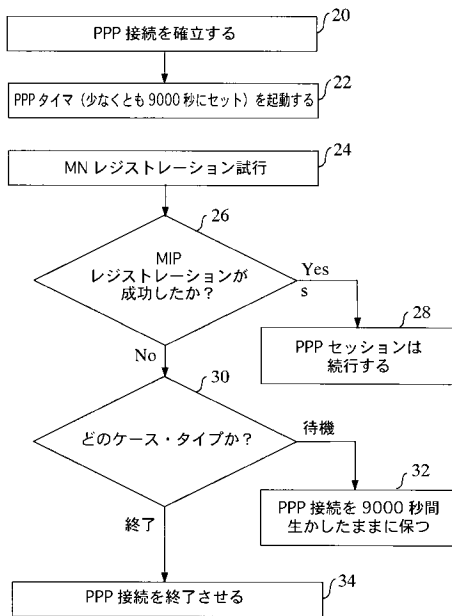 PPP 接続を確立する
20
PPP タイマ（少なくとも 9000 秒にセット）を起動する
22
MN レジストレーション試行
24
26
MIP
レジストレーションが
成功したか？
Yes
s
28
PPP セッションは
続行する
No
30
どのケース・タイプか？
待機
32
PPP 接続を 9000 秒間
生かしたままに保つ
終了
34
PPP 接続を終了させる